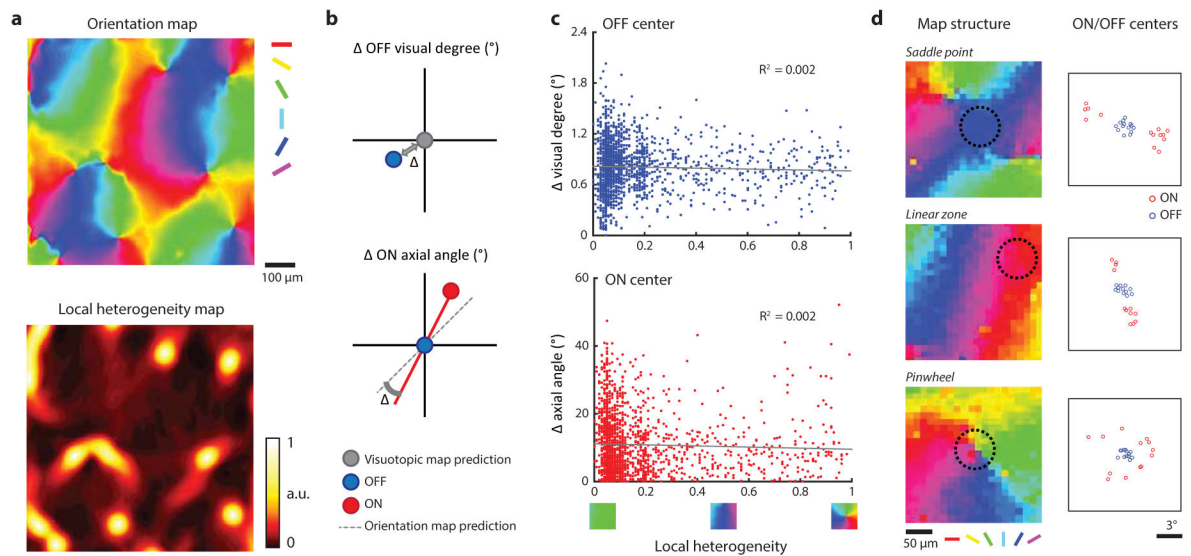 a
Orientation map
100 μm
Local heterogeneity map
1
a.u.
0
b
Δ OFF visual degree (°)
Δ
Δ ON axial angle (°)
Δ
Visuotopic map prediction
OFF
ON
Orientation map prediction
c
OFF center
Δ visual degree (°)
2.4
1.8
1.2
0.6
0
R² = 0.002
0 0.2 0.4 0.6 0.8 1
ON center
Δ axial angle (°)
60
40
20
0
R² = 0.002
0 0.2 0.4 0.6 0.8 1
Local heterogeneity
d
Map structure
ON/OFF centers
Saddle point
ON
OFF
Linear zone
Pinwheel
50 μm
3°